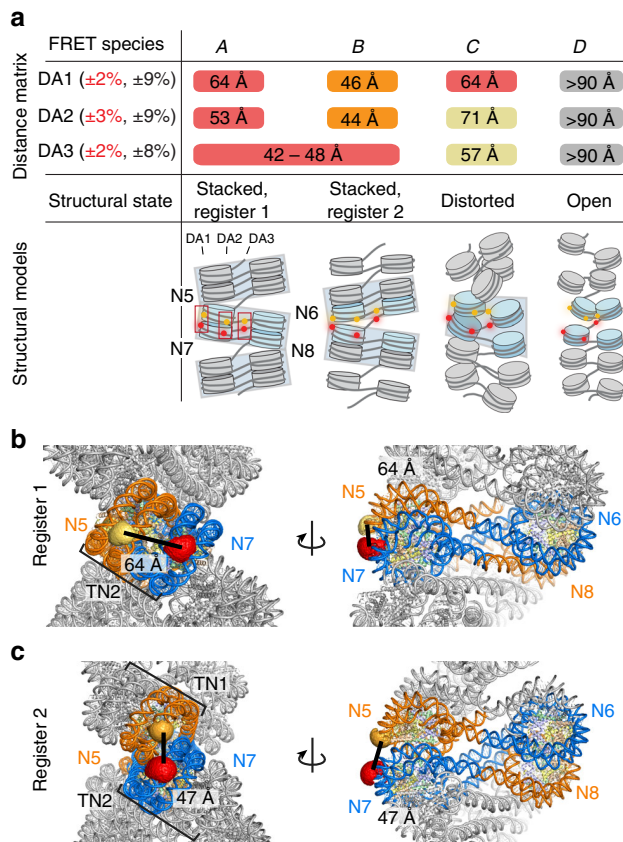 a
Distance matrix
FRET species A B C D
DA1 (±2%, ±9%) 64 Å 46 Å 64 Å >90 Å
DA2 (±3%, ±9%) 53 Å 44 Å 71 Å >90 Å
DA3 (±2%, ±8%) 42 – 48 Å 57 Å >90 Å
Structural state Stacked, register 1 Stacked, register 2 Distorted Open
Structural models
DA1 DA2 DA3
N5 N6
N7 N8
b
Register 1
N5 N7
64 Å
TN2
64 Å
N5 N6
N7 N8
c
Register 2
TN1
N5 N7
TN2 47 Å
N5 N6
N7 N8
47 Å